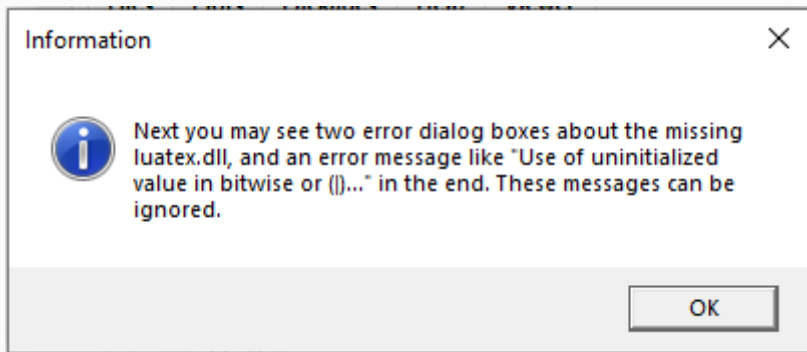 Information
Next you may see two error dialog boxes about the missing
luatex.dll, and an error message like "Use of uninitialized
value in bitwise or (|)..." in the end. These messages can be
ignored.
OK